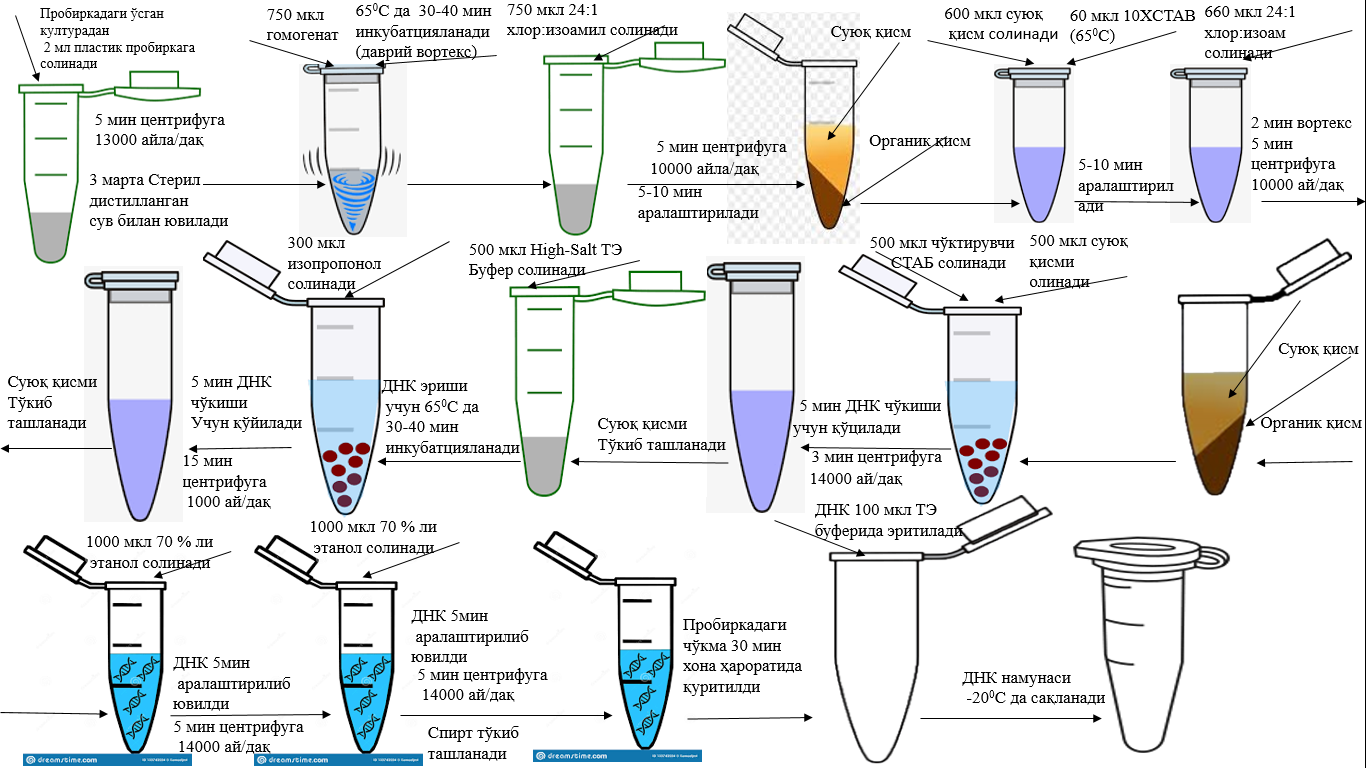 Пробиркадаги ўсган
културадан
2 мл пластик пробиркага
солинади
5 мин центрифуга
13000 айла/дақ
3 марта Стерил
дистилланган
сув билан ювилади
750 мкл
гомогенат
65⁰С да 30-40 мин
инкубатцияланади
(даврий вортекс)
750 мкл 24:1
хлор:изоамил солинади
5 мин центрифуга
10000 айла/дақ
5-10 мин
аралаштирилади
Суюқ қисм
Органик қисм
600 мкл суюқ
қисм солинади
60 мкл 10ХСТАВ
(65⁰С)
5-10 мин
аралаштирил
ади
660 мкл 24:1
хлор:изоам
солинади
2 мин вортекс
5 мин
центрифуга
10000 ай/дақ
Суюқ қисм
Органик қисм
500 мкл суюқ
қисми
олинади
500 мкл чўктирувчи
СТАБ солинади
5 мин ДНК чўкиши
учун қўцилади
3 мин центрифуга
14000 ай/дақ
Суюқ қисми
Тўкиб ташланади
500 мкл High-Salt ТЭ
Буфер солинади
ДНК эриши
учун 65⁰С да
30-40 мин
инкубатцияланади
300 мкл
изопропонол
солинади
5 мин ДНК
чўкиши
Учун қўйилади
15 мин
центрифуга
1000 ай/дақ
Суюқ қисми
Тўкиб
ташланади
1000 мкл 70 % ли
этанол солинади
ДНК 5мин
аралаштирилиб
ювилди
5 мин центрифуга
14000 ай/дақ
1000 мкл 70 % ли
этанол солинади
ДНК 5мин
аралаштирилиб
ювилди
5 мин центрифуга
14000 ай/дақ
Спирт тўкиб
ташланади
Пробиркадаги
чўкма 30 мин
хона ҳароратида
қуритилди
ДНК 100 мкл ТЭ
буферида эритилади
ДНК намунаси
-20⁰С да сақланади
dreamstime.com
dreamstime.com
dreamstime.com